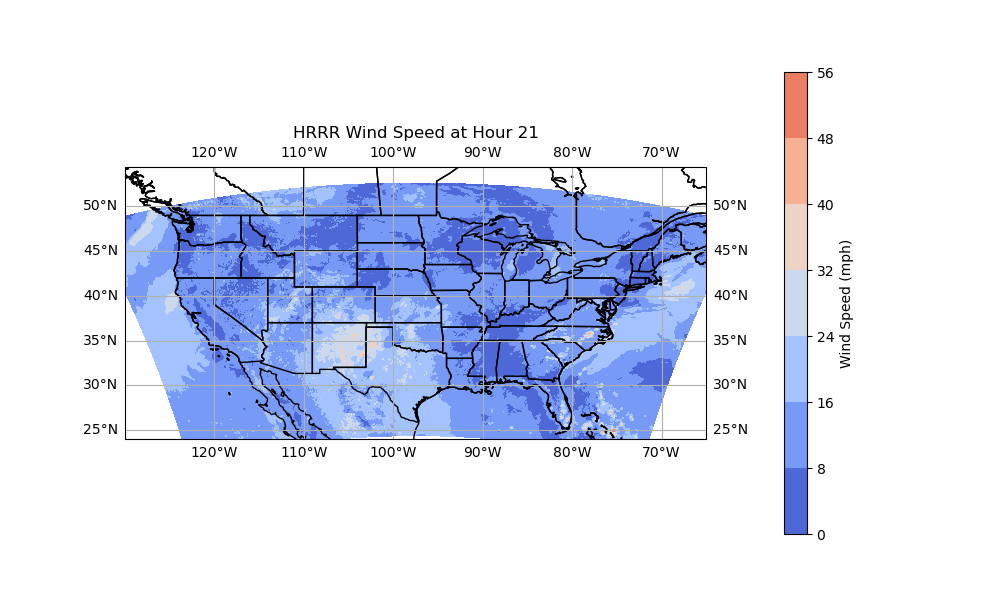 HRRR Wind Speed at Hour 21
120°W 110°W 100°W 90°W 80°W 70°W
50°N 50°N
45°N 45°N
40°N 40°N
35°N 35°N
30°N 30°N
25°N 25°N
120°W 110°W 100°W 90°W 80°W 70°W
56
48
40
32
24
16
8
0
Wind Speed (mph)